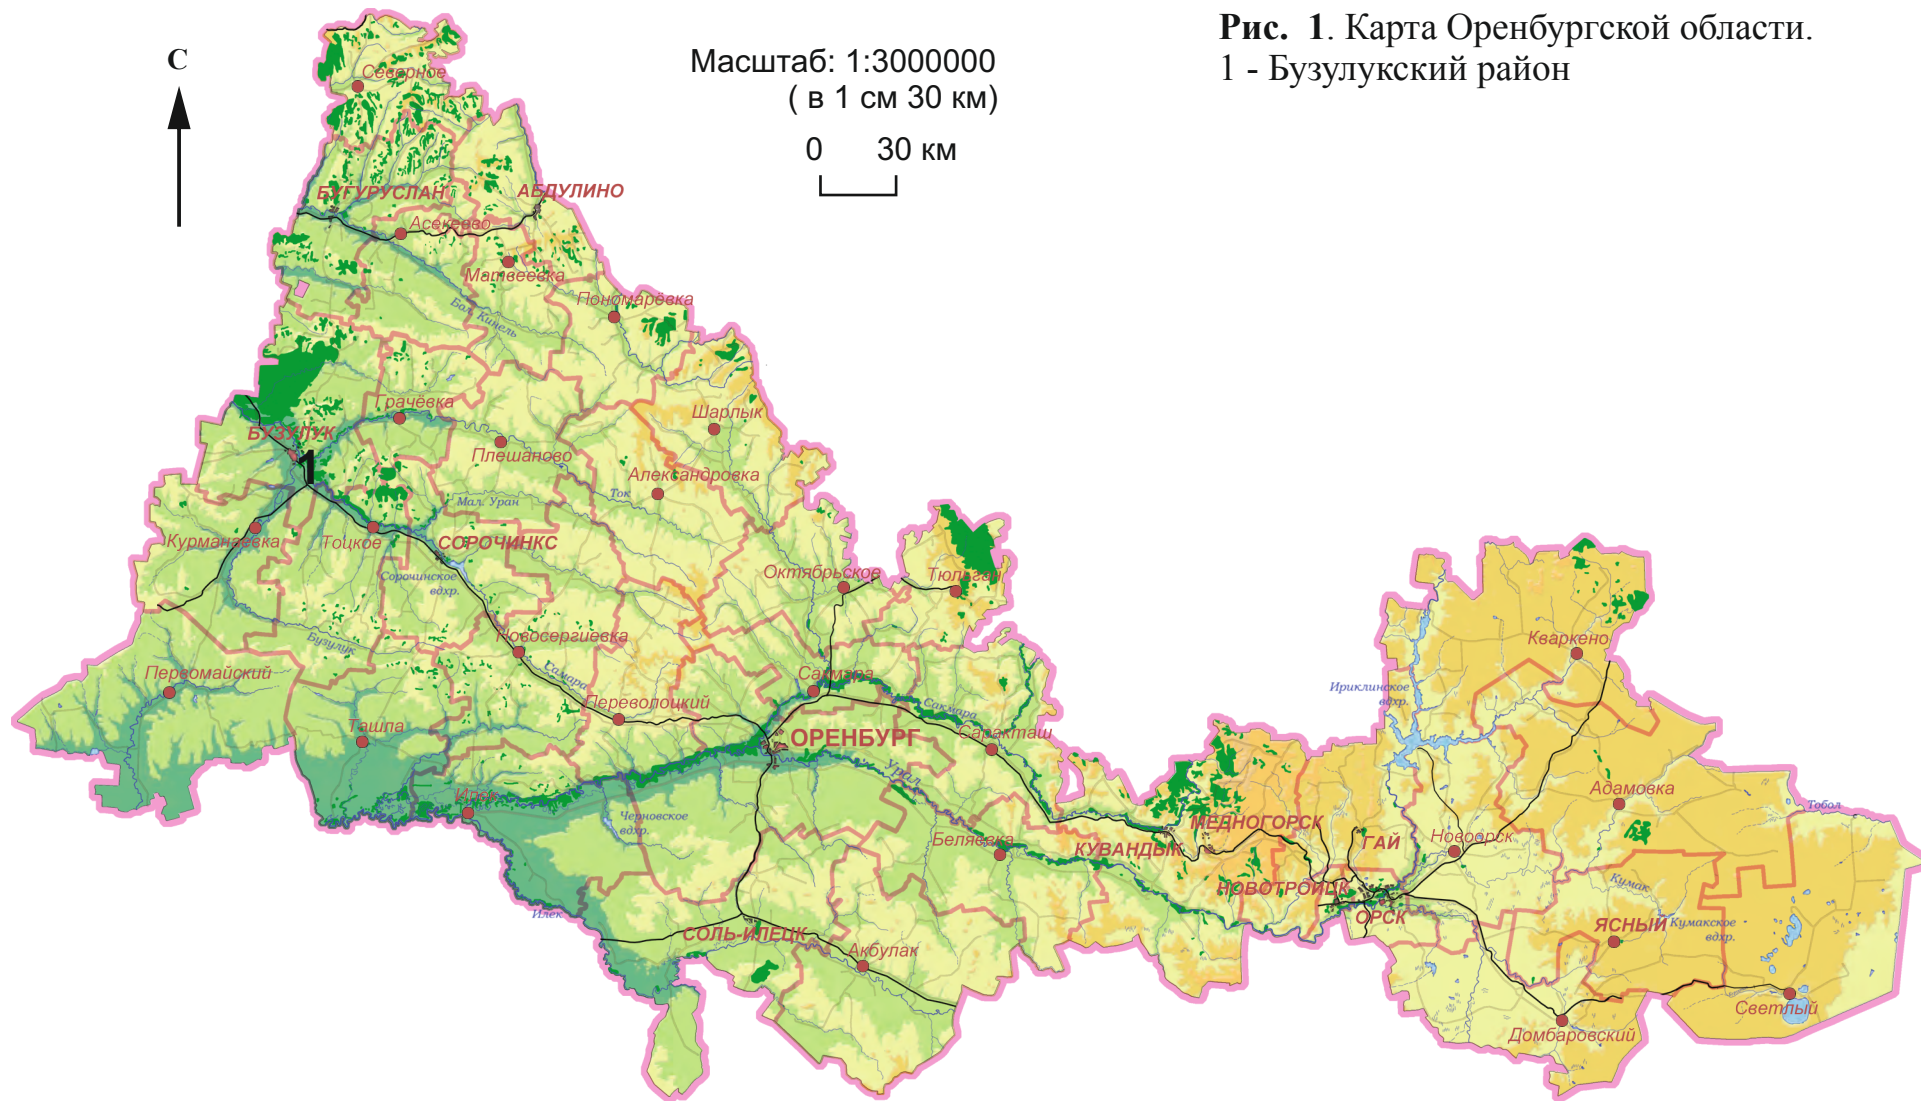 Рис. 1. Карта Оренбургской области.
1 - Бузулукский район
С
Масштаб: 1:3000000
( в 1 см 30 км)
0 30 км
Северное
БУГУРУСЛАН
АБДУЛИНО
Асекеево
Матвеевка
Пономарёвка
Бал. Кинель
Грачёвка
Шарлык
БУЗУЛУК
1
Плешаново
Александровка
Ток
Мал. Уран
Курманаевка
Тоцкое
СОРОЧИНКС
Сорочинское
вдхр.
Октябрьское
Тюльган
Новосергиевка
Бузулук
Кваркено
Первомайский
Самара
Сакмара
Ириклинское
вдхр.
Переволоцкий
Сакмара
Ташла
ОРЕНБУРГ
Саракташ
Урал
Илек
Адамовка
Тобол
Черновское
вдхр.
МЕДНОГОРСК
Беляевка
КУВАНДЫК
ГАЙ
Новоорск
НОВОТРОИЦК
Кумак
ОРСК
Илек
СОЛЬ-ИЛЕЦК
ЯСНЫЙ
Кумакское
вдхр.
Акбулак
Светлый
Домбаровский